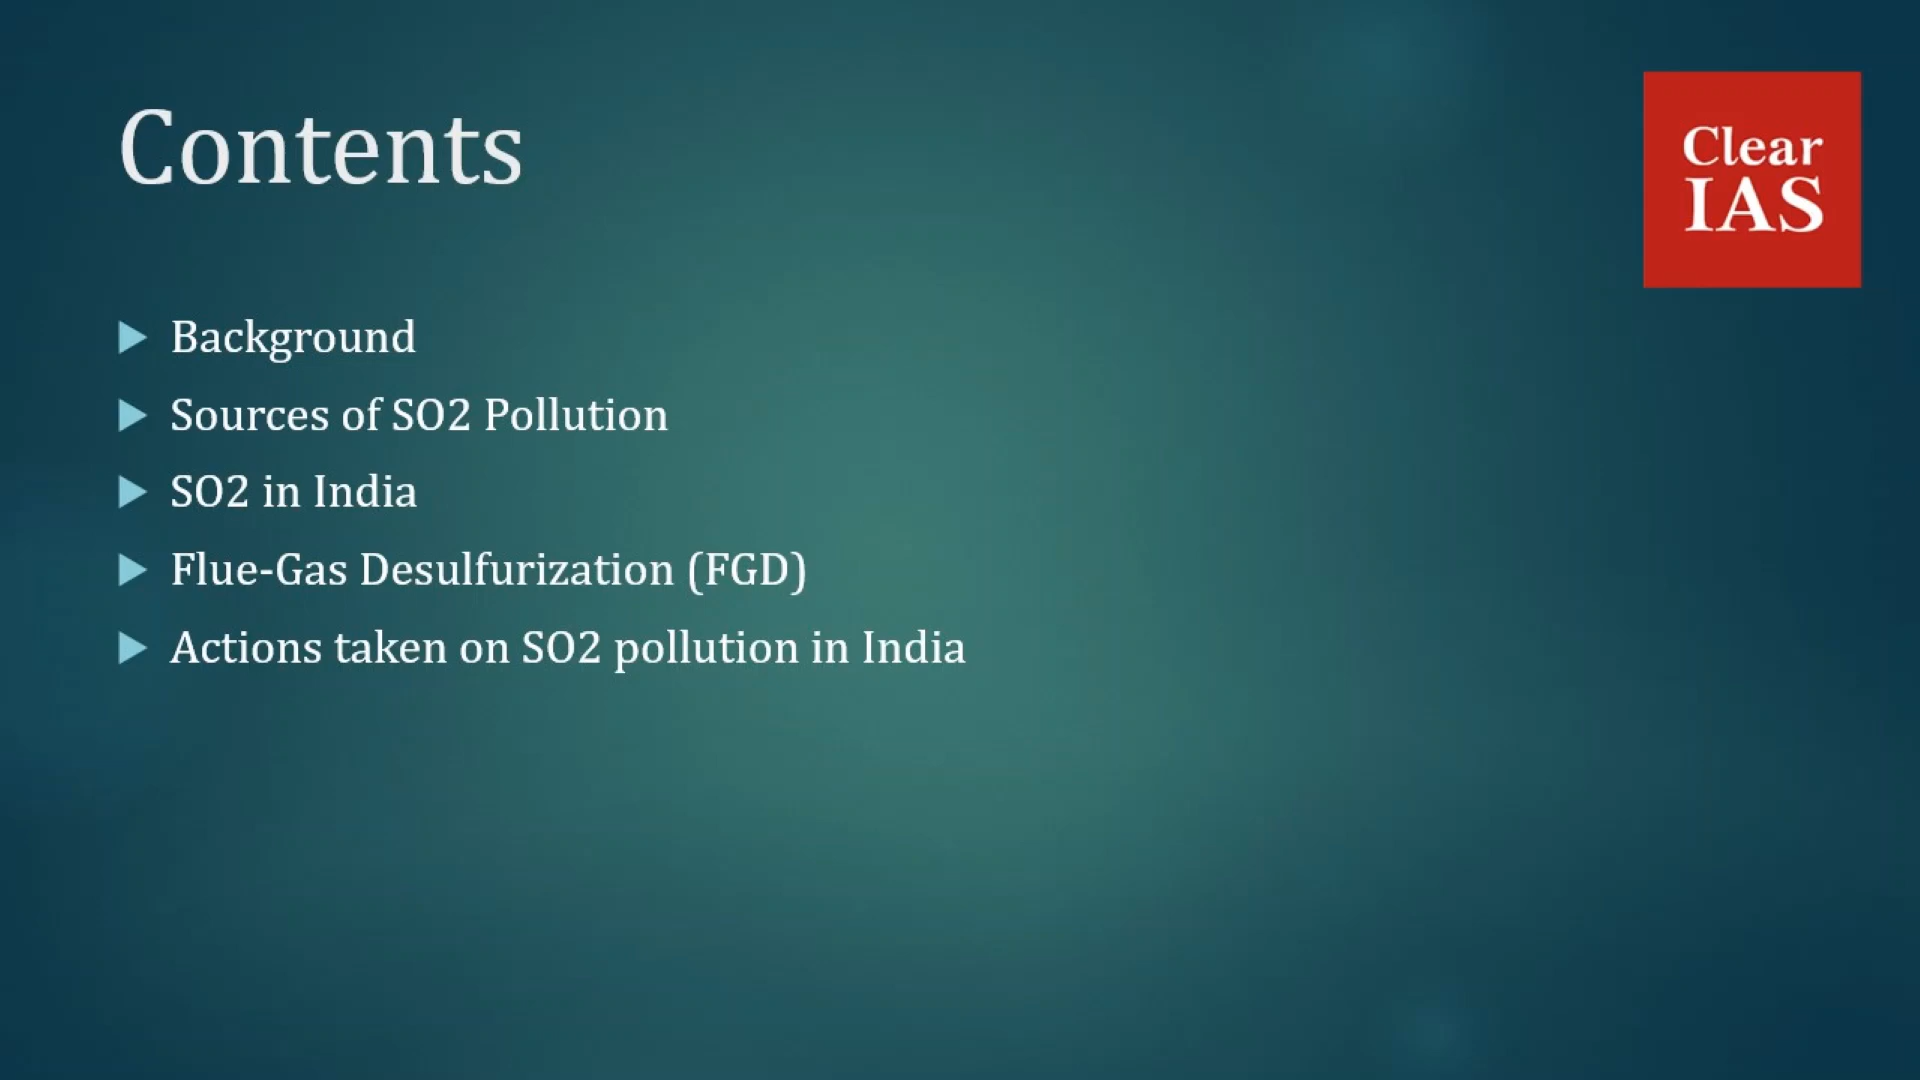 Contents
Clear
IAS
Background
Sources of SO2 Pollution
SO2 in India
Flue-Gas Desulfurization (FGD)
Actions taken on SO2 pollution in India